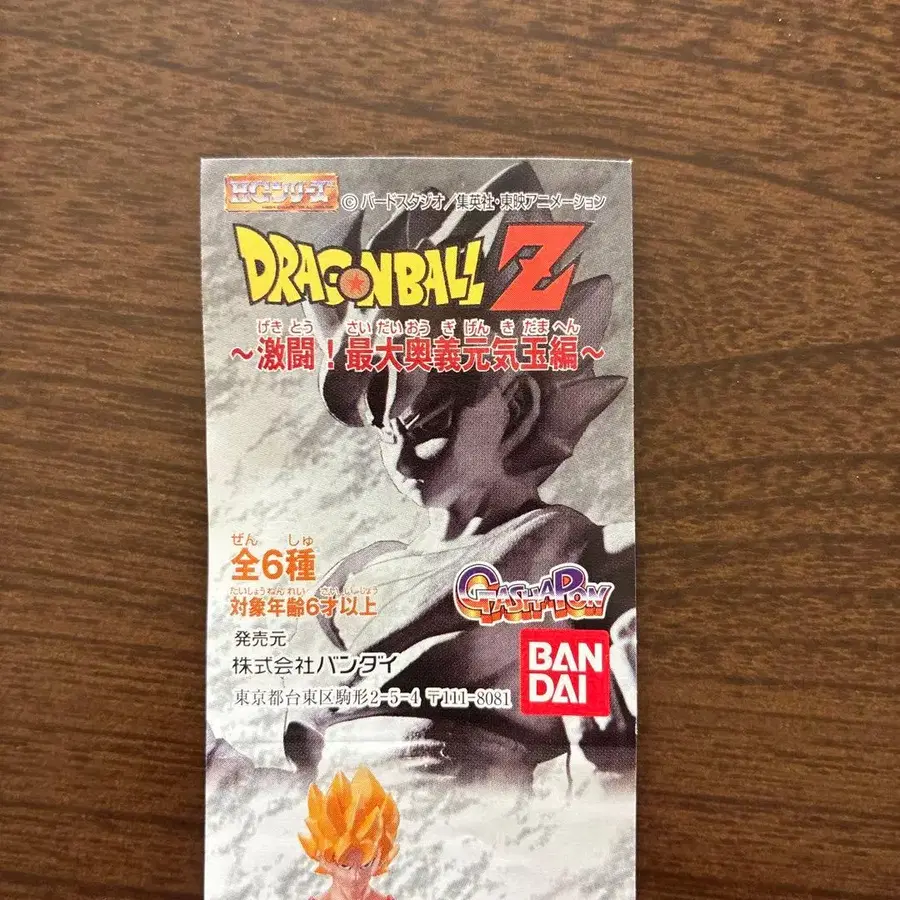 HGシリーズ
©バードスタジオ／集英社・東映アニメーション
DRAGONBALL Z
げきとう さいだいおうぎげんきだまへん
～激闘！最大奥義元気玉編～
ぜん しゅ
全6種
たいしょうねんれい さいいじょう
対象年齢6才以上
GASHAPON
発売元
株式会社バンダイ
BAN
DAI
東京都台東区駒形2-5-4 〒111-8081